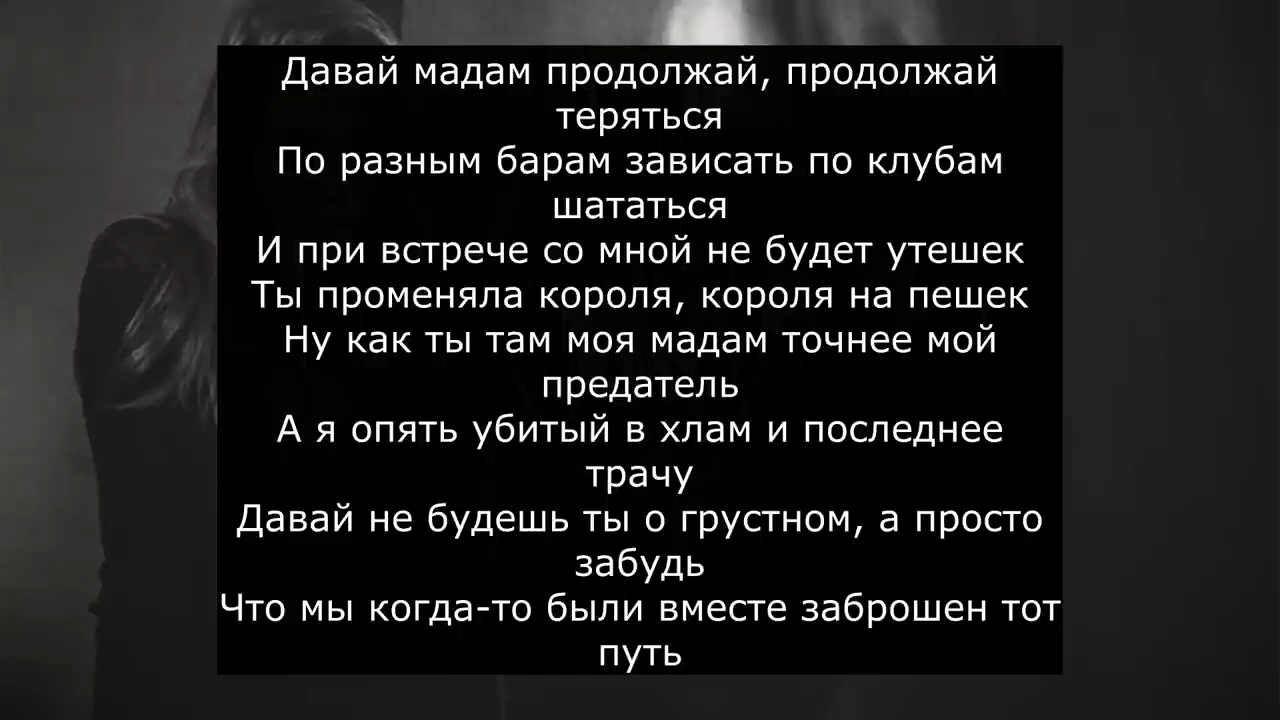 Давай мадам продолжай, продолжай
теряться
По разным барам зависать по клубам
шататься
И при встрече со мной не будет утешек
Ты променяла короля, короля на пешек
Ну как ты там моя мадам точнее мой
предатель
А я опять убитый в хлам и последнее
трачу
Давай не будешь ты о грустном, а просто
забудь
Что мы когда-то были вместе заброшен тот
путь